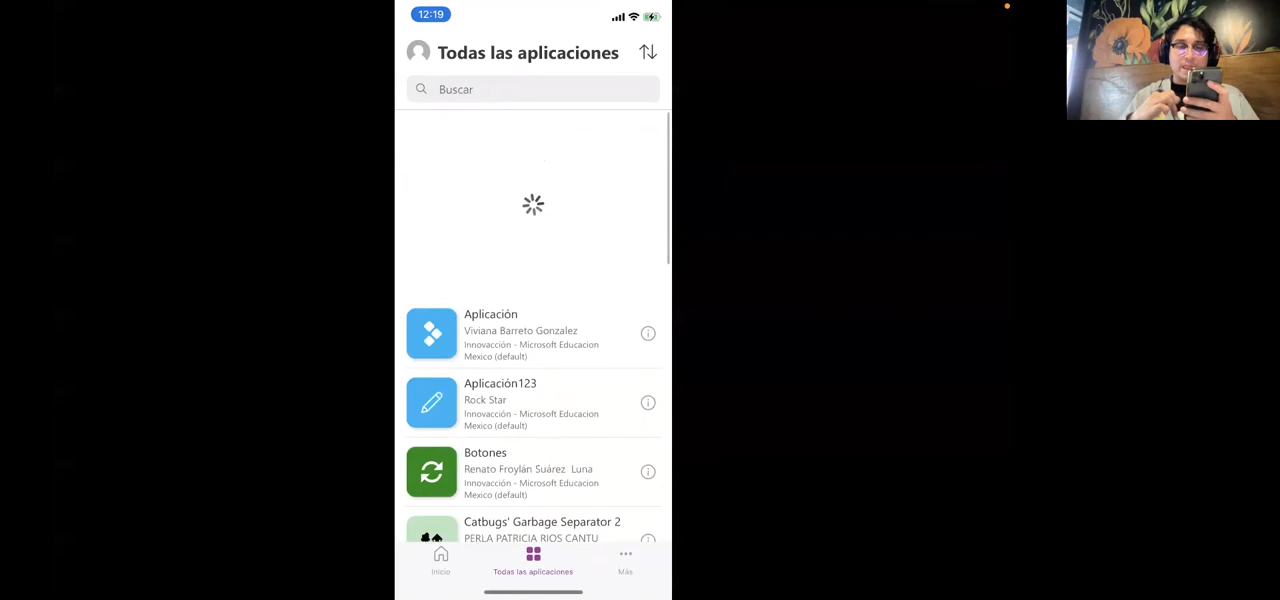 12:19
Todas las aplicaciones
Buscar
Aplicación
Viviana Barreto Gonzalez
Innovacción - Microsoft Educacion
Mexico (default)
Aplicación123
Rock Star
Innovacción - Microsoft Educacion
Mexico (default)
Botones
Renato Froylán Suárez Luna
Innovacción - Microsoft Educacion
Mexico (default)
Catbugs' Garbage Separator 2
PERLA PATRICIA RIOS CANTU
Inicio
Todas las aplicaciones
Más